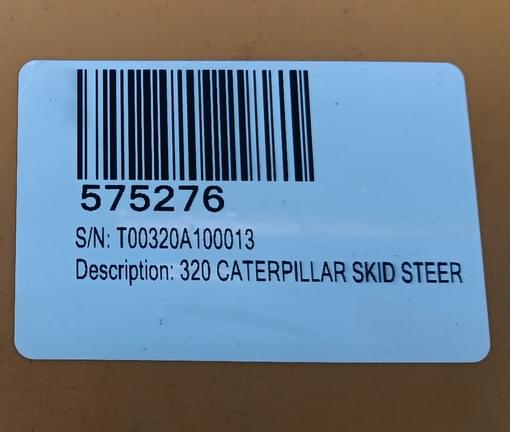 575276
S/N: T00320A100013
Description: 320 CATERPILLAR SKID STEER